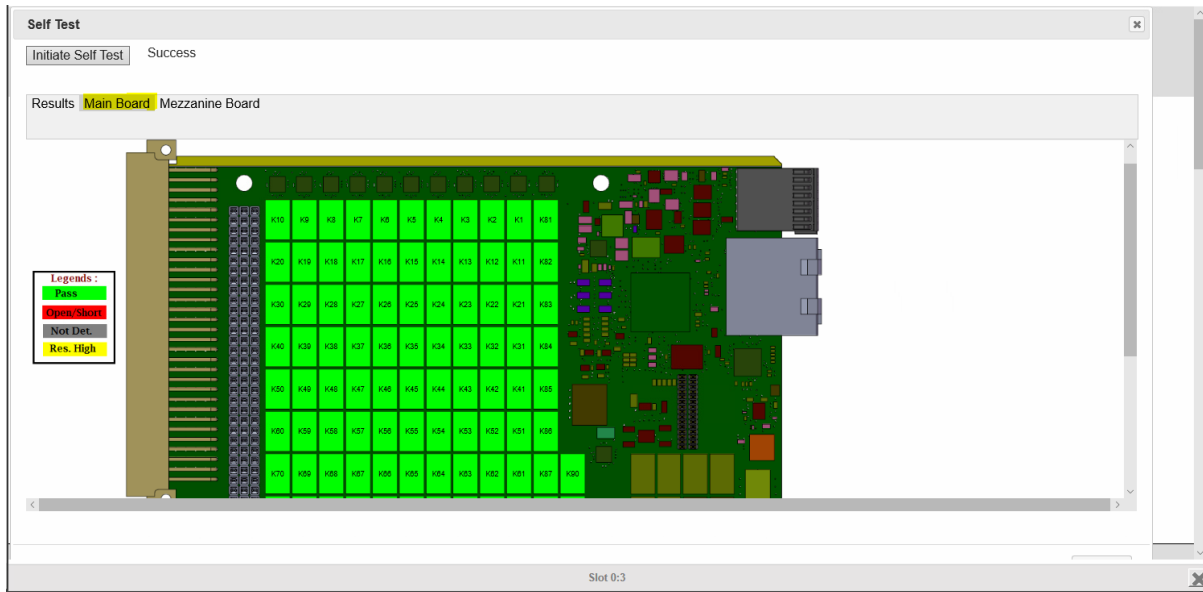 Self Test
Initiate Self Test Success
Results Main Board Mezzanine Board
Legends :
Pass
Open/Short
Not Det.
Res. High
K10 K9 K8 K7 K6 K5 K4 K3 K2 K1 K81
K20 K19 K18 K17 K16 K15 K14 K13 K12 K11 K82
K30 K29 K28 K27 K26 K25 K24 K23 K22 K21 K83
K40 K39 K38 K37 K36 K35 K34 K33 K32 K31 K84
K50 K49 K48 K47 K46 K45 K44 K43 K42 K41 K85
K60 K59 K58 K57 K56 K55 K54 K53 K52 K51 K86
K70 K69 K68 K67 K66 K65 K64 K63 K62 K61 K87 K90
Slot 0:3